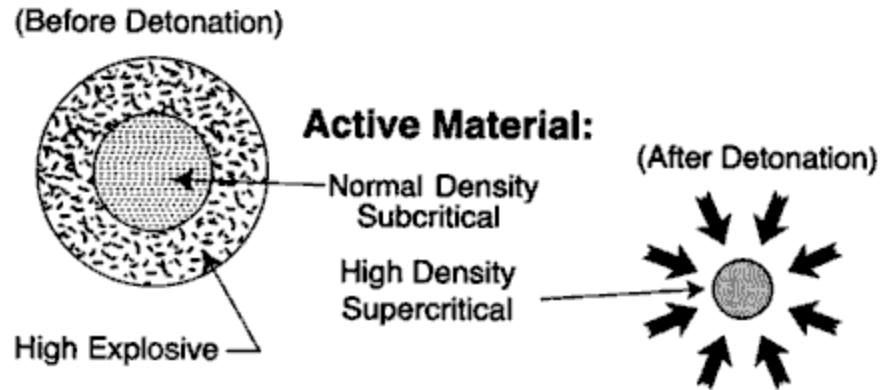 (Before Detonation)
Active Material:
(After Detonation)
Normal Density
Subcritical
High Density
Supercritical
High Explosive